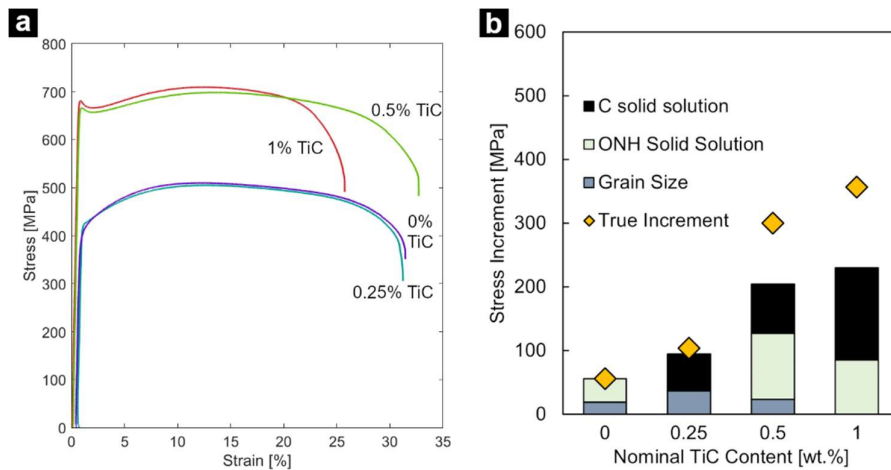 a
Stress [MPa]
800
700
600
500
400
300
200
100
0
0 5 10 15 20 25 30 35
Strain [%]
0.5% TiC
1% TiC
0%
TiC
0.25% TiC
b
Stress Increment [MPa]
600
500
400
300
200
100
0
C solid solution
ONH Solid Solution
Grain Size
True Increment
0 0.25 0.5 1
Nominal TiC Content [wt.%]